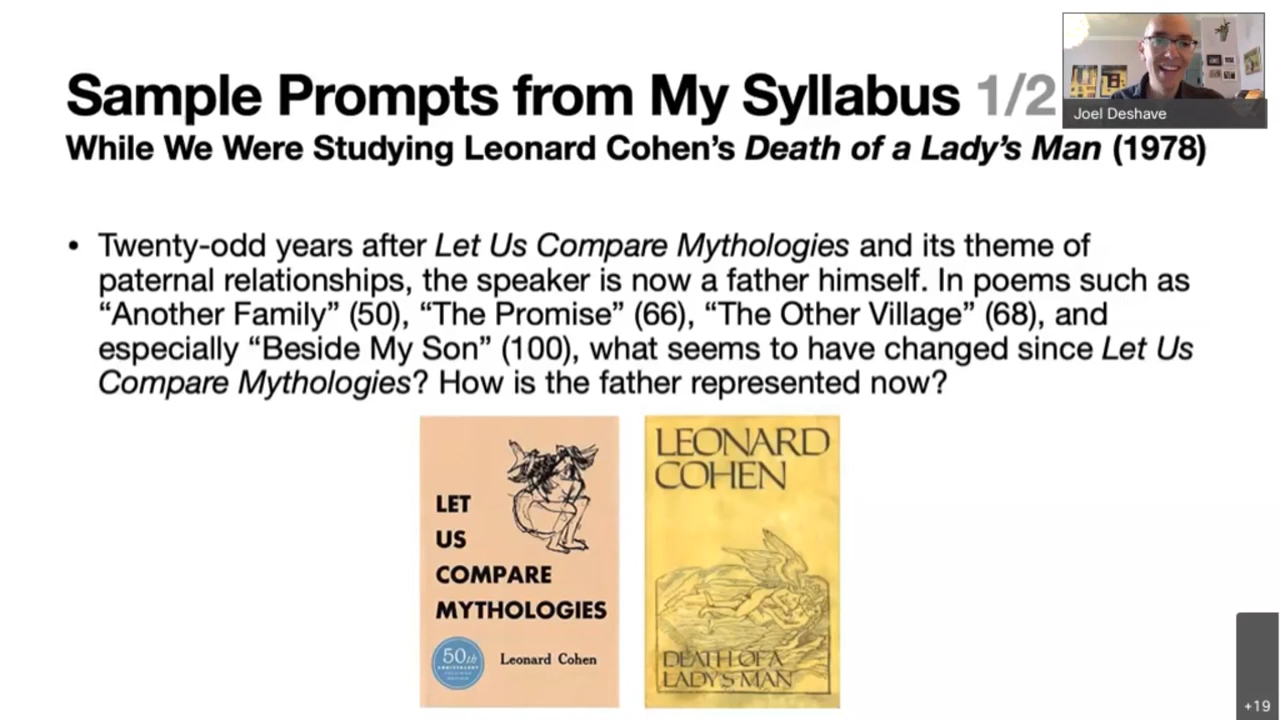 Sample Prompts from My Syllabus 1/2
Joel Deshave
While We Were Studying Leonard Cohen's Death of a Lady's Man (1978)
• Twenty-odd years after Let Us Compare Mythologies and its theme of
paternal relationships, the speaker is now a father himself. In poems such as
“Another Family” (50), “The Promise” (66), “The Other Village” (68), and
especially “Beside My Son” (100), what seems to have changed since Let Us
Compare Mythologies? How is the father represented now?
LET
US
COMPARE
MYTHOLOGIES
50th
ANNIVERSARY
Leonard Cohen
LEONARD
COHEN
DEATH OF A
LADY'S MAN
+19